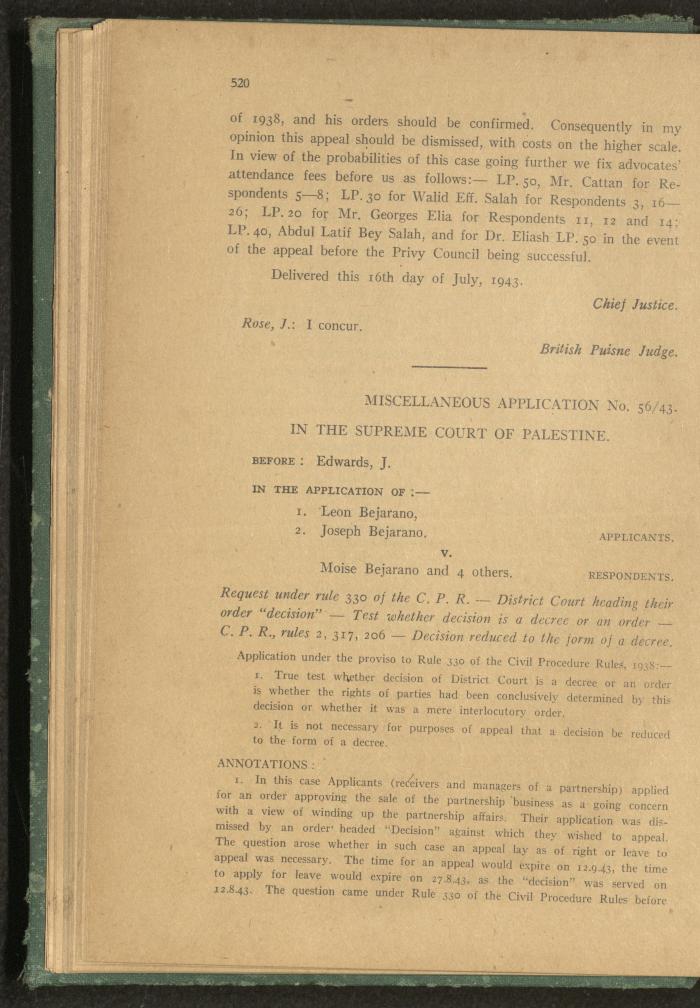 520
of 1938, and his orders should be confirmed. Consequently in my
opinion this appeal should be dismissed, with costs on the higher scale.
In view of the probabilities of this case going further we fix advocates'
attendance fees before us as follows:— LP. 50, Mr. Cattan for Re-
spondents 5—8; LP. 30 for Walid Eff. Salah for Respondents 3, 16—
26; LP. 20 for Mr. Georges Elia for Respondents 11, 12 and 14;
LP. 40, Abdul Latif Bey Salah, and for Dr. Eliash LP. 50 in the event
of the appeal before the Privy Council being successful.
Delivered this 16th day of July, 1943.
Chief Justice.
Rose, J.: I concur.
British Puisne Judge.
MISCELLANEOUS APPLICATION No. 56/43.
IN THE SUPREME COURT OF PALESTINE.
BEFORE : Edwards, J.
IN THE APPLICATION OF :—
1. Leon Bejarano,
2. Joseph Bejarano.
APPLICANTS.
v.
Moise Bejarano and 4 others.
RESPONDENTS.
Request under rule 330 of the C. P. R. — District Court heading their
order "decision" — Test whether decision is a decree or an order —
C. P. R., rules 2, 317, 206 — Decision reduced to the form of a decree.
Application under the proviso to Rule 330 of the Civil Procedure Rules, 1938:—
1. True test whether decision of District Court is a decree or an order
is whether the rights of parties had been conclusively determined by this
decision or whether it was a mere interlocutory order.
2. It is not necessary for purposes of appeal that a decision be reduced
to the form of a decree.
ANNOTATIONS :
1. In this case Applicants (receivers and managers of a partnership) applied
for an order approving the sale of the partnership business as a going concern
with a view of winding up the partnership affairs. Their application was dis-
missed by an order headed "Decision" against which they wished to appeal.
The question arose whether in such case an appeal lay as of right or leave to
appeal was necessary. The time for an appeal would expire on 12.9.43, the time
to apply for leave would expire on 27.8.43, as the "decision" was served on
12.8.43. The question came under Rule 330 of the Civil Procedure Rules before